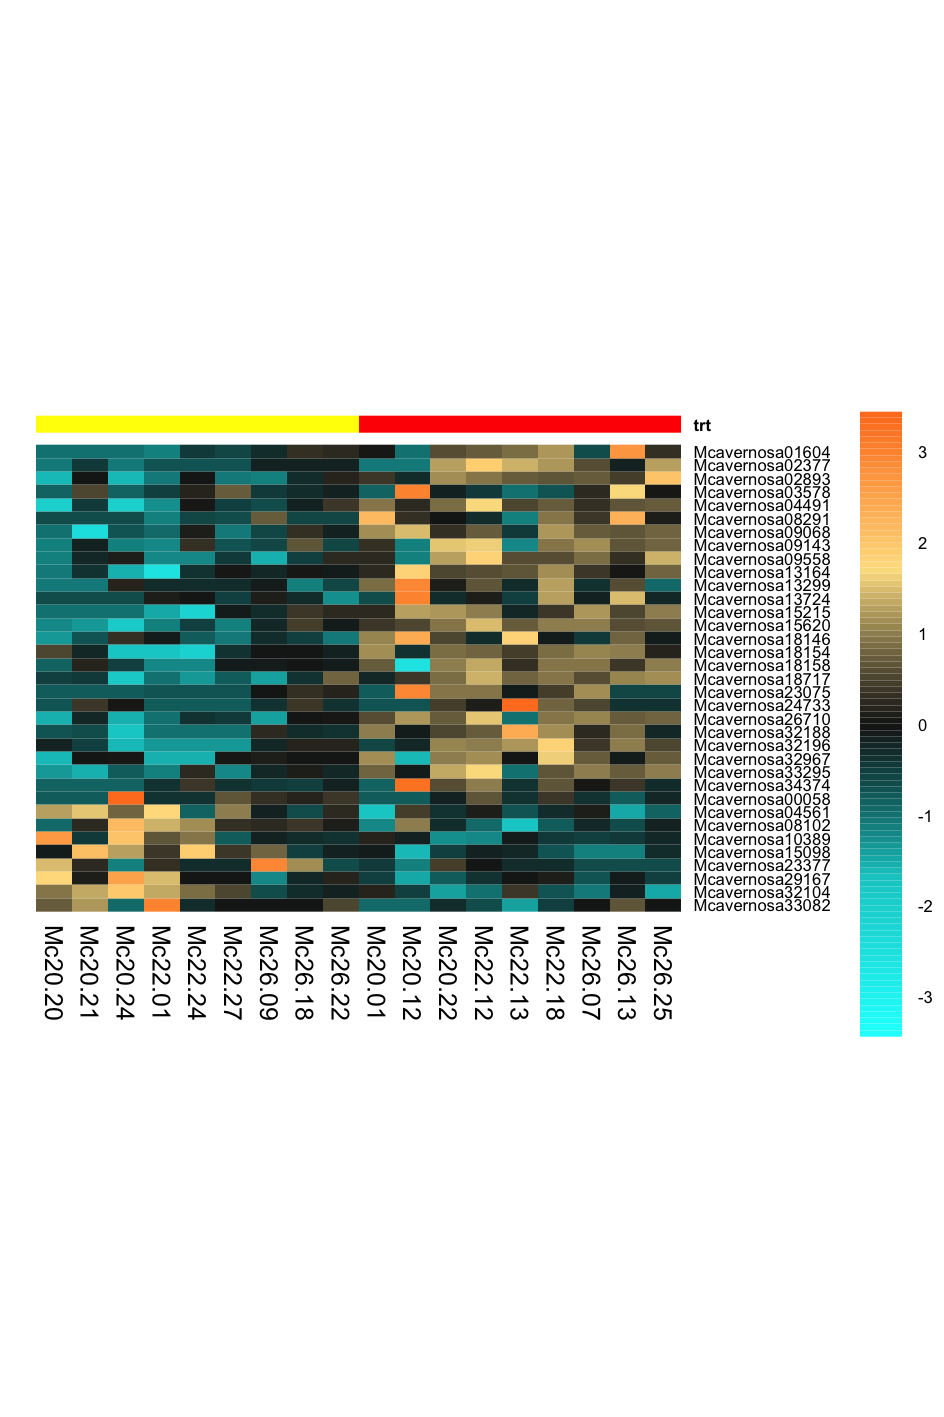 trt
Mcavernosa01604
Mcavernosa02377
Mcavernosa02893
Mcavernosa03578
Mcavernosa04491
Mcavernosa08291
Mcavernosa09068
Mcavernosa09143
Mcavernosa09558
Mcavernosa13164
Mcavernosa13299
Mcavernosa13724
Mcavernosa15215
Mcavernosa15620
Mcavernosa18146
Mcavernosa18154
Mcavernosa18158
Mcavernosa18717
Mcavernosa23075
Mcavernosa24733
Mcavernosa26710
Mcavernosa32188
Mcavernosa32196
Mcavernosa32967
Mcavernosa33295
Mcavernosa34374
Mcavernosa00058
Mcavernosa04561
Mcavernosa08102
Mcavernosa10389
Mcavernosa15098
Mcavernosa23377
Mcavernosa29167
Mcavernosa32104
Mcavernosa33082
3
2
1
0
-1
-2
-3
Mc20.20
Mc20.21
Mc20.24
Mc22.01
Mc22.24
Mc22.27
Mc26.09
Mc26.18
Mc26.22
Mc20.01
Mc20.12
Mc20.22
Mc22.12
Mc22.13
Mc22.18
Mc26.07
Mc26.13
Mc26.25